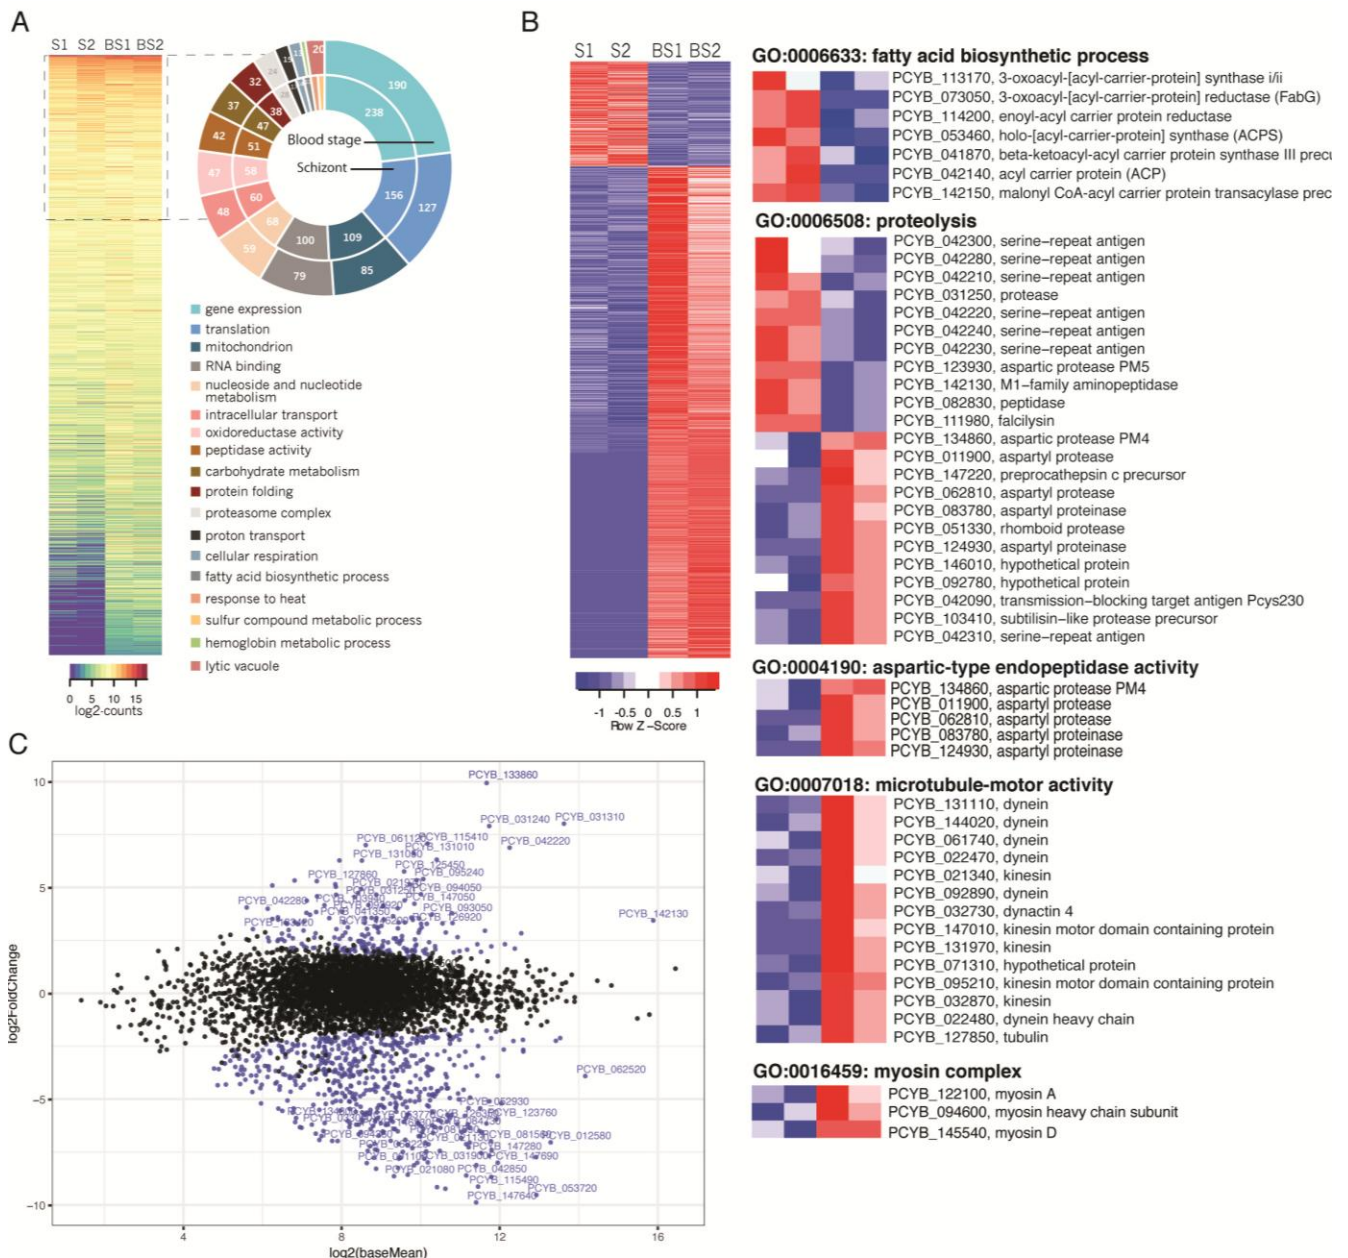 A
S1 S2 BS1 BS2
190
238
127
156
85
109
79
100
59
68
48
60
47
58
42
51
37
47
32
38
24
20
Blood stage
Schizont
gene expression
translation
mitochondrion
RNA binding
nucleoside and nucleotide
metabolism
intracellular transport
oxidoreductase activity
peptidase activity
carbohydrate metabolism
protein folding
proteasome complex
proton transport
cellular respiration
fatty acid biosynthetic process
response to heat
sulfur compound metabolic process
hemoglobin metabolic process
lytic vacuole
0 5 10 15
log2-counts
B
S1 S2 BS1 BS2
-1 -0.5 0 0.5 1
Row Z-Score
GO:0006633: fatty acid biosynthetic process
PCYB_113170, 3-oxoacyl-[acyl-carrier-protein] synthase i/ii
PCYB_073050, 3-oxoacyl-[acyl-carrier-protein] reductase (FabG)
PCYB_114200, enoyl-acyl carrier protein reductase
PCYB_053460, holo-[acyl-carrier-protein] synthase (ACPS)
PCYB_041870, beta-ketoacyl-acyl carrier protein synthase III precu
PCYB_042140, acyl carrier protein (ACP)
PCYB_142150, malonyl CoA-acyl carrier protein transacylase prec
GO:0006508: proteolysis
PCYB_042300, serine-repeat antigen
PCYB_042280, serine-repeat antigen
PCYB_042210, serine-repeat antigen
PCYB_031250, protease
PCYB_042220, serine-repeat antigen
PCYB_042240, serine-repeat antigen
PCYB_042230, serine-repeat antigen
PCYB_123930, aspartic protease PM5
PCYB_142130, M1-family aminopeptidase
PCYB_082830, peptidase
PCYB_111980, falcilysin
PCYB_134860, aspartic protease PM4
PCYB_011900, aspartyl protease
PCYB_147220, preprocathepsin c precursor
PCYB_062810, aspartyl protease
PCYB_083780, aspartyl proteinase
PCYB_051330, rhomboid protease
PCYB_124930, aspartyl proteinase
PCYB_146010, hypothetical protein
PCYB_092780, hypothetical protein
PCYB_042090, transmission-blocking target antigen Pcys230
PCYB_103410, subtilisin-like protease precursor
PCYB_042310, serine-repeat antigen
GO:0004190: aspartic-type endopeptidase activity
PCYB_134860, aspartic protease PM4
PCYB_011900, aspartyl protease
PCYB_062810, aspartyl protease
PCYB_083780, aspartyl proteinase
PCYB_124930, aspartyl proteinase
GO:0007018: microtubule-motor activity
PCYB_131110, dynein
PCYB_144020, dynein
PCYB_061740, dynein
PCYB_022470, dynein
PCYB_021340, kinesin
PCYB_092890, dynein
PCYB_032730, dynactin 4
PCYB_147010, kinesin motor domain containing protein
PCYB_131970, kinesin
PCYB_071310, hypothetical protein
PCYB_095210, kinesin motor domain containing protein
PCYB_032870, kinesin
PCYB_022480, dynein heavy chain
PCYB_127850, tubulin
GO:0016459: myosin complex
PCYB_122100, myosin A
PCYB_094600, myosin heavy chain subunit
PCYB_145540, myosin D
C
log2FoldChange
10
5
0
−5
−10
PCYB_133860
PCYB_031240
PCYB_031310
PCYB_115410
PCYB_131010
PCYB_042220
PCYB_125450
PCYB_127860
PCYB_095240
PCYB_094050
PCYB_147050
PCYB_042280
PCYB_093050
PCYB_142130
PCYB_062520
PCYB_123760
PCYB_012580
PCYB_147280
PCYB_147690
PCYB_021080
PCYB_042850
PCYB_115490
PCYB_053720
PCYB_147640
4 8 12 16
log2(baseMean)